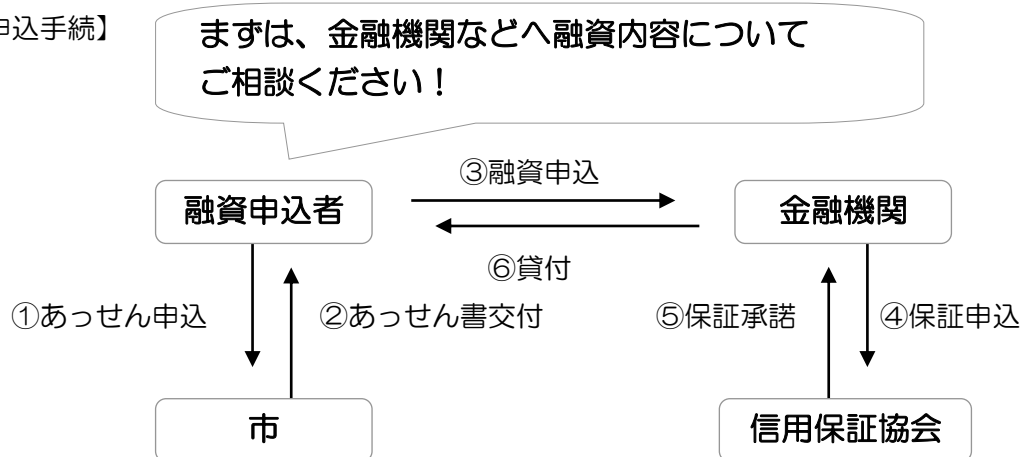 申込手続】
まずは、金融機関などへ融資内容について
ご相談ください！
③融資申込
融資申込者
金融機関
⑥貸付
①あっせん申込
②あっせん書交付
⑤保証承諾
④保証申込
市
信用保証協会